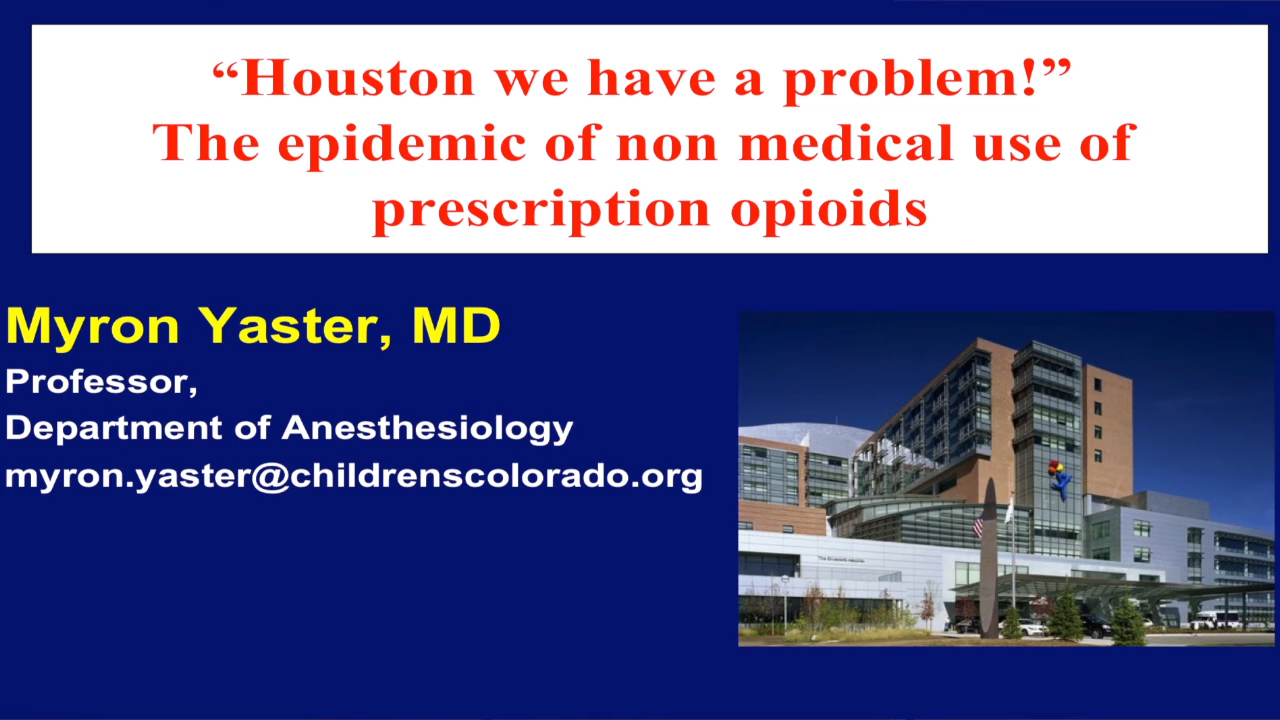 “Houston we have a problem!”
The epidemic of non medical use of
prescription opioids
Myron Yaster, MD
Professor,
Department of Anesthesiology
myron.yaster@childrenscolorado.org